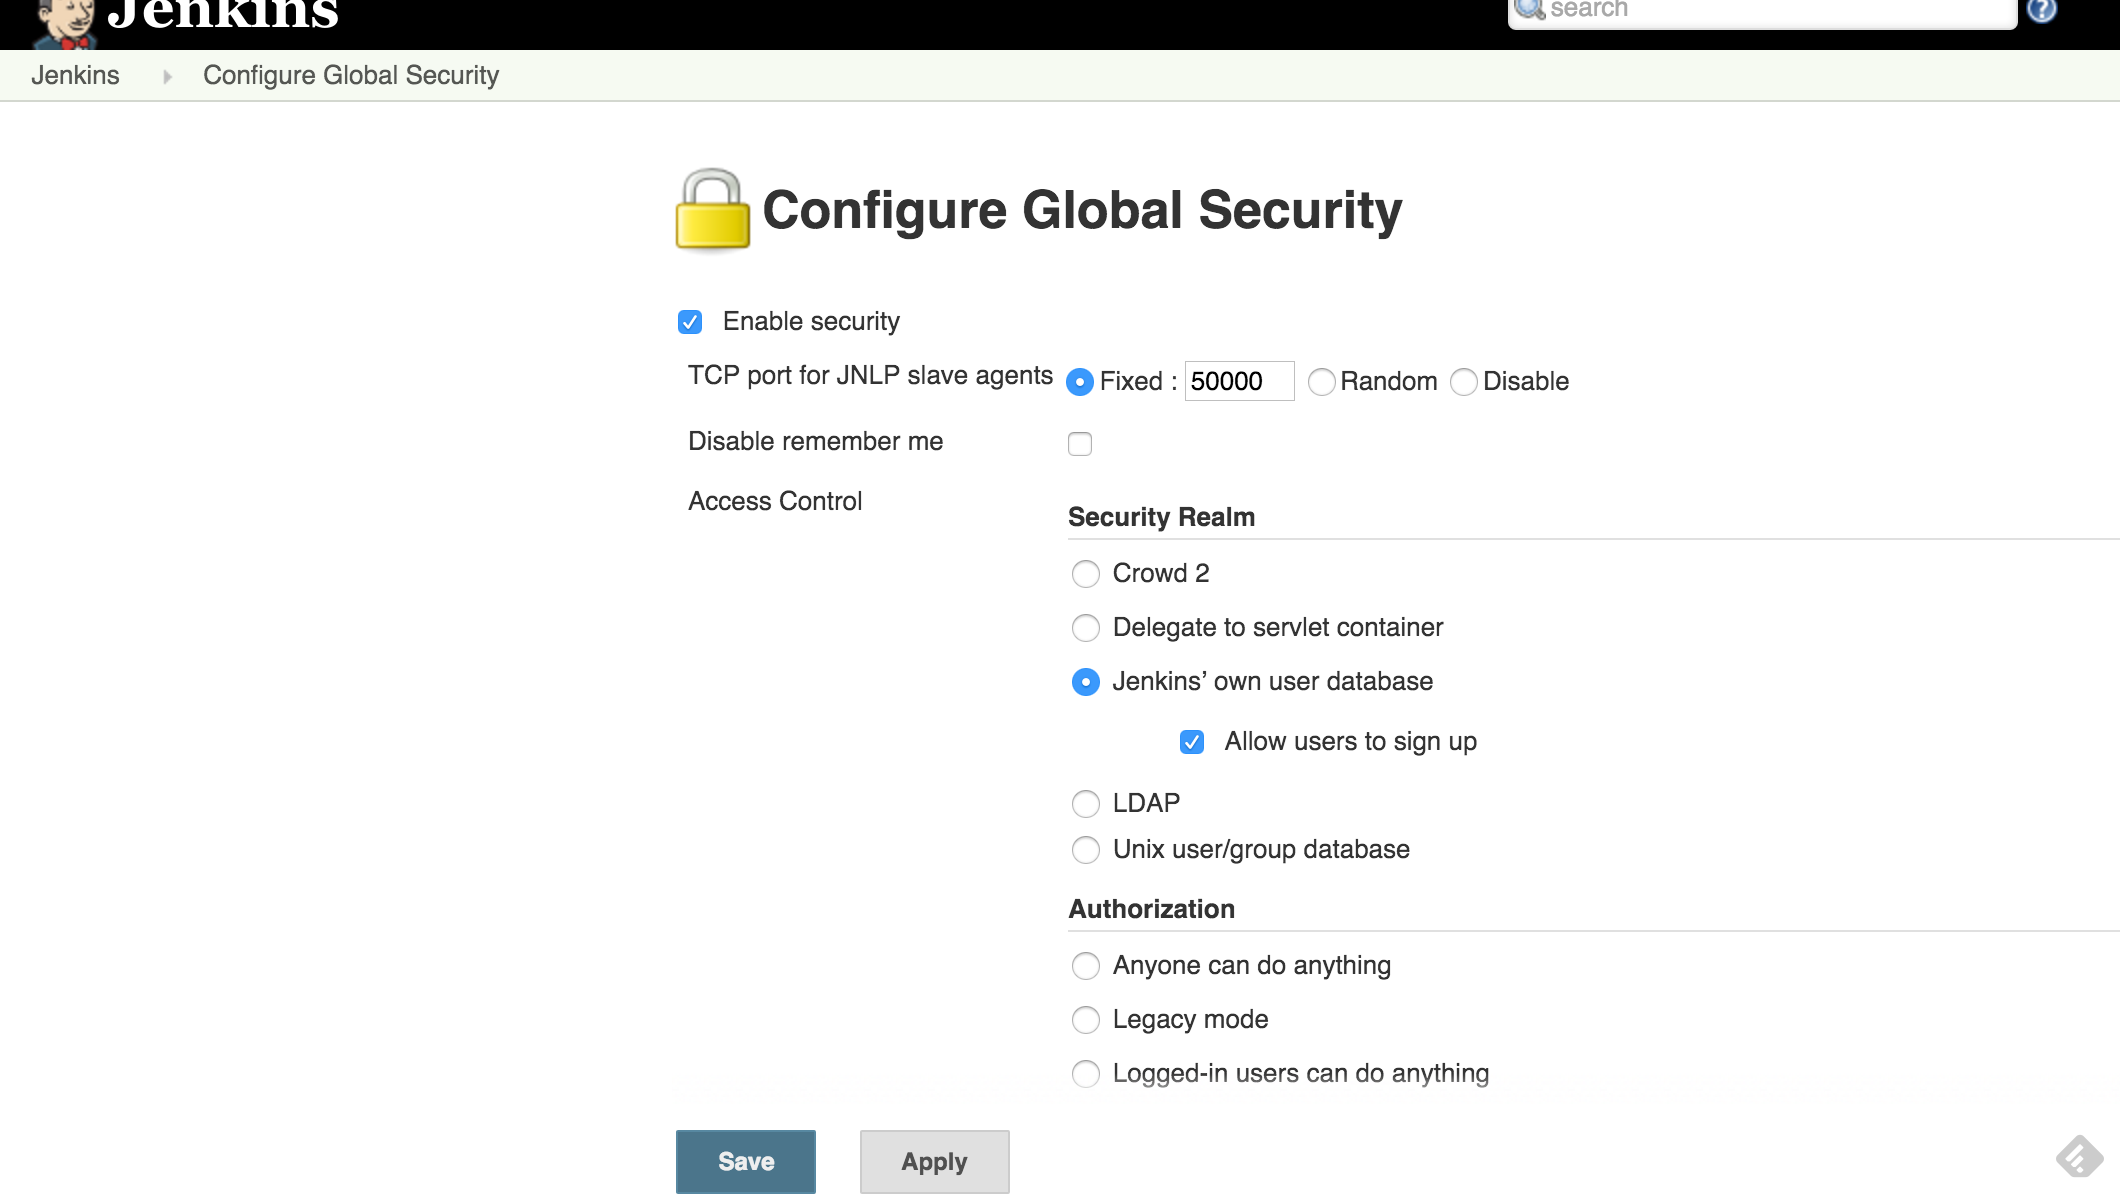 Jenkins
search
Jenkins Configure Global Security
Configure Global Security
Enable security
TCP port for JNLP slave agents Fixed : 50000 Random Disable
Disable remember me
Access Control
Security Realm
Crowd 2
Delegate to servlet container
Jenkins’ own user database
Allow users to sign up
LDAP
Unix user/group database
Authorization
Anyone can do anything
Legacy mode
Logged-in users can do anything
Save Apply